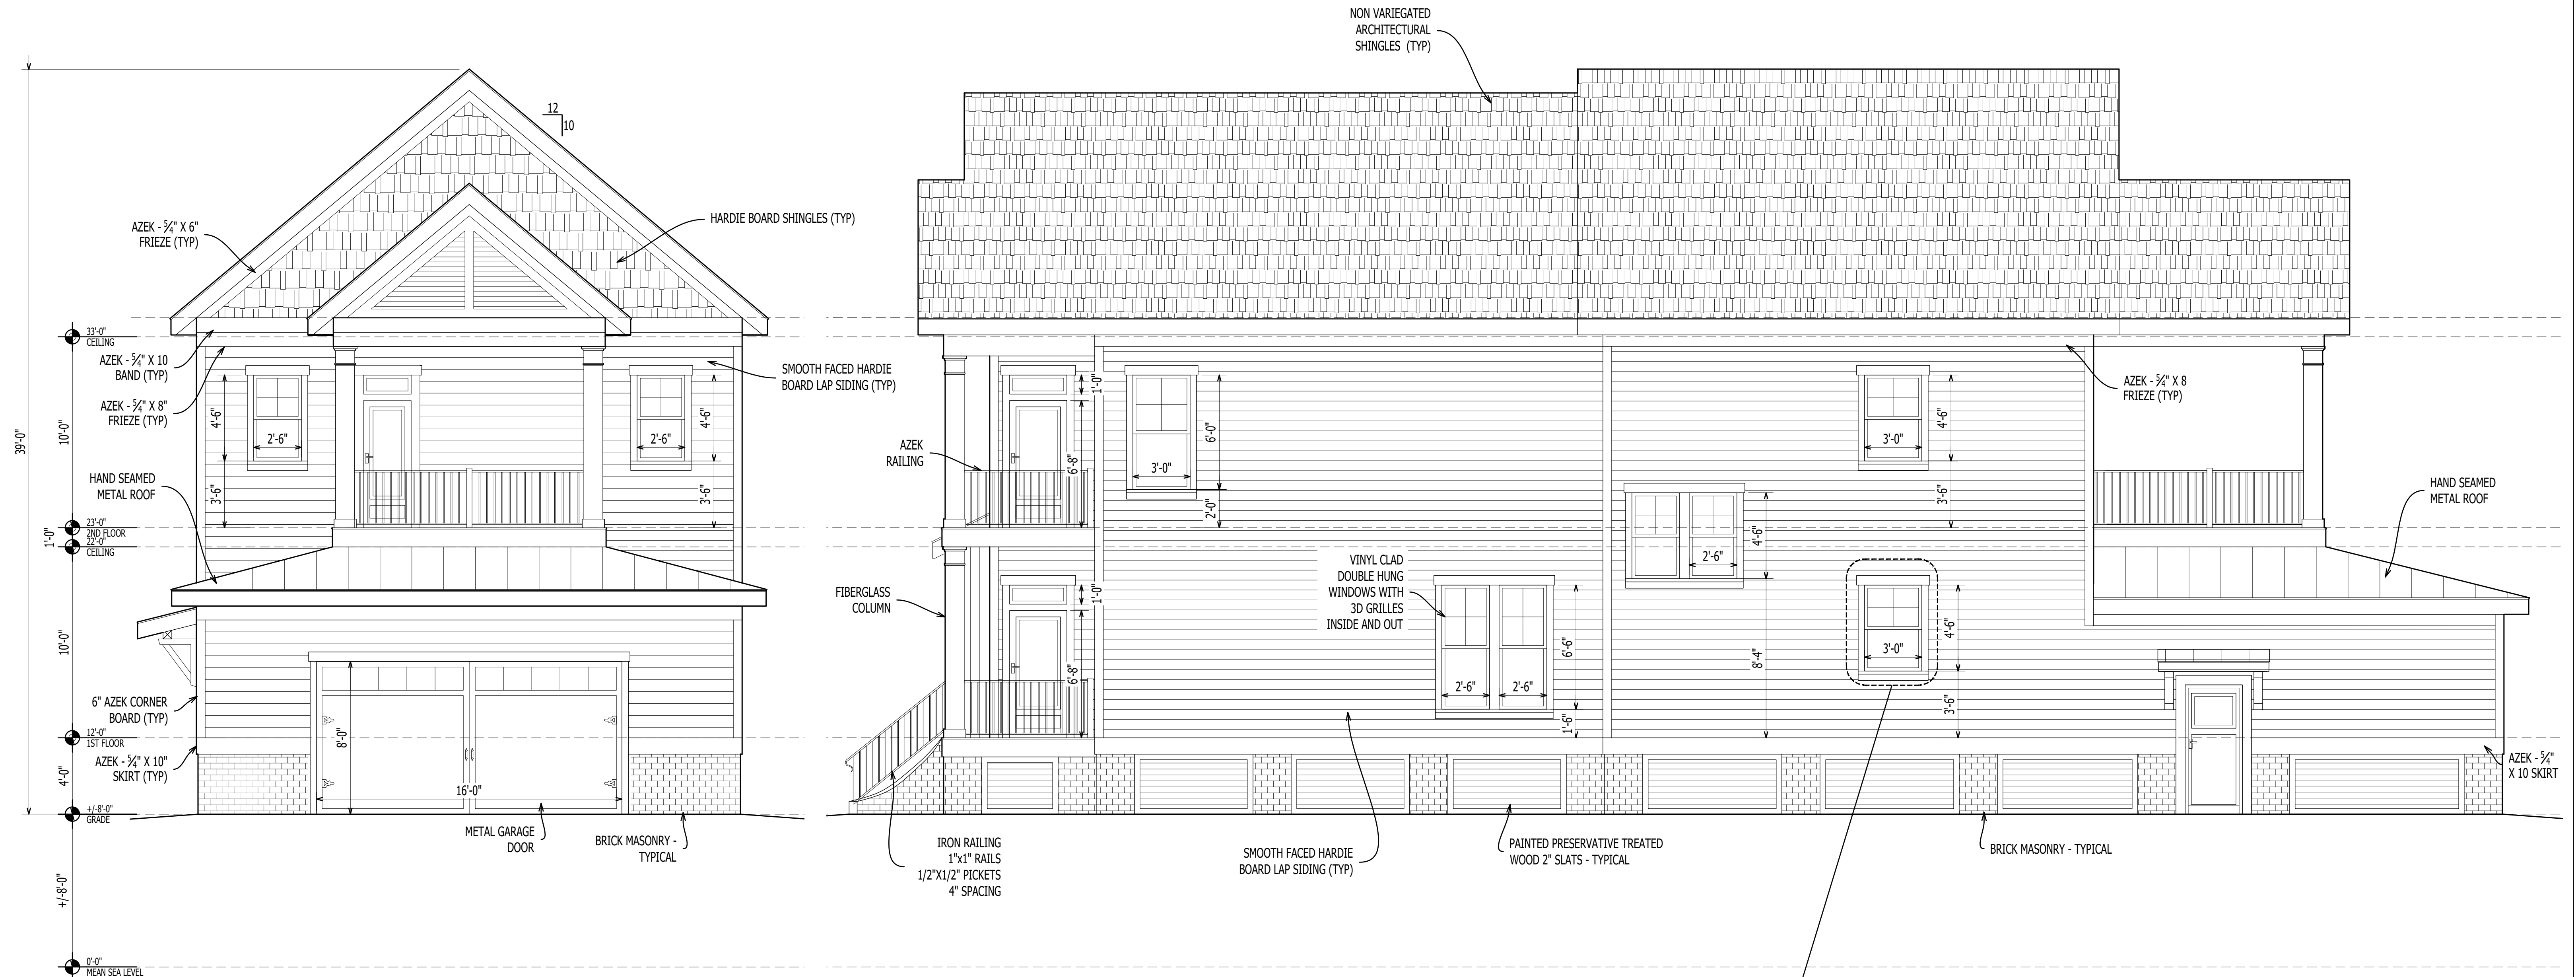 NON VARIEGATED
ARCHITECTURAL
SHINGLES (TYP)
12
10
AZEK - 5/4" X 6"
FRIEZE (TYP)
HARDIE BOARD SHINGLES (TYP)
39'-0"
33'-0"
CEILING
AZEK - 5/4" X 10
BAND (TYP)
AZEK - 5/4" X 8"
FRIEZE (TYP)
SMOOTH FACED HARDIE
BOARD LAP SIDING (TYP)
10'-0"
4'-6"
2'-6"
3'-6"
2'-6"
4'-6"
3'-6"
HAND SEAMED
METAL ROOF
23'-0"
2ND FLOOR
1'-0"
22'-0"
CEILING
10'-0"
6" AZEK CORNER
BOARD (TYP)
12'-0"
1ST FLOOR
AZEK - 5/4" X 10"
SKIRT (TYP)
4'-0"
8'-0"
16'-0"
+/-8'-0"
GRADE
METAL GARAGE
DOOR
BRICK MASONRY -
TYPICAL
+/-8'-0"
0'-0"
MEAN SEA LEVEL
AZEK
RAILING
1'-0"
6'-8"
6'-0"
3'-0"
2'-0"
FIBERGLASS
COLUMN
1'-0"
6'-8"
VINYL CLAD
DOUBLE HUNG
WINDOWS WITH
3D GRILLES
INSIDE AND OUT
2'-6"
2'-6"
6'-6"
1'-6"
2'-6"
4'-6"
8'-4"
3'-0"
4'-6"
3'-6"
3'-0"
4'-6"
3'-6"
AZEK - 5/4" X 8
FRIEZE (TYP)
HAND SEAMED
METAL ROOF
AZEK - 5/4"
X 10 SKIRT
IRON RAILING
1"x1" RAILS
1/2"X1/2" PICKETS
4" SPACING
SMOOTH FACED HARDIE
BOARD LAP SIDING (TYP)
PAINTED PRESERVATIVE TREATED
WOOD 2" SLATS - TYPICAL
BRICK MASONRY - TYPICAL